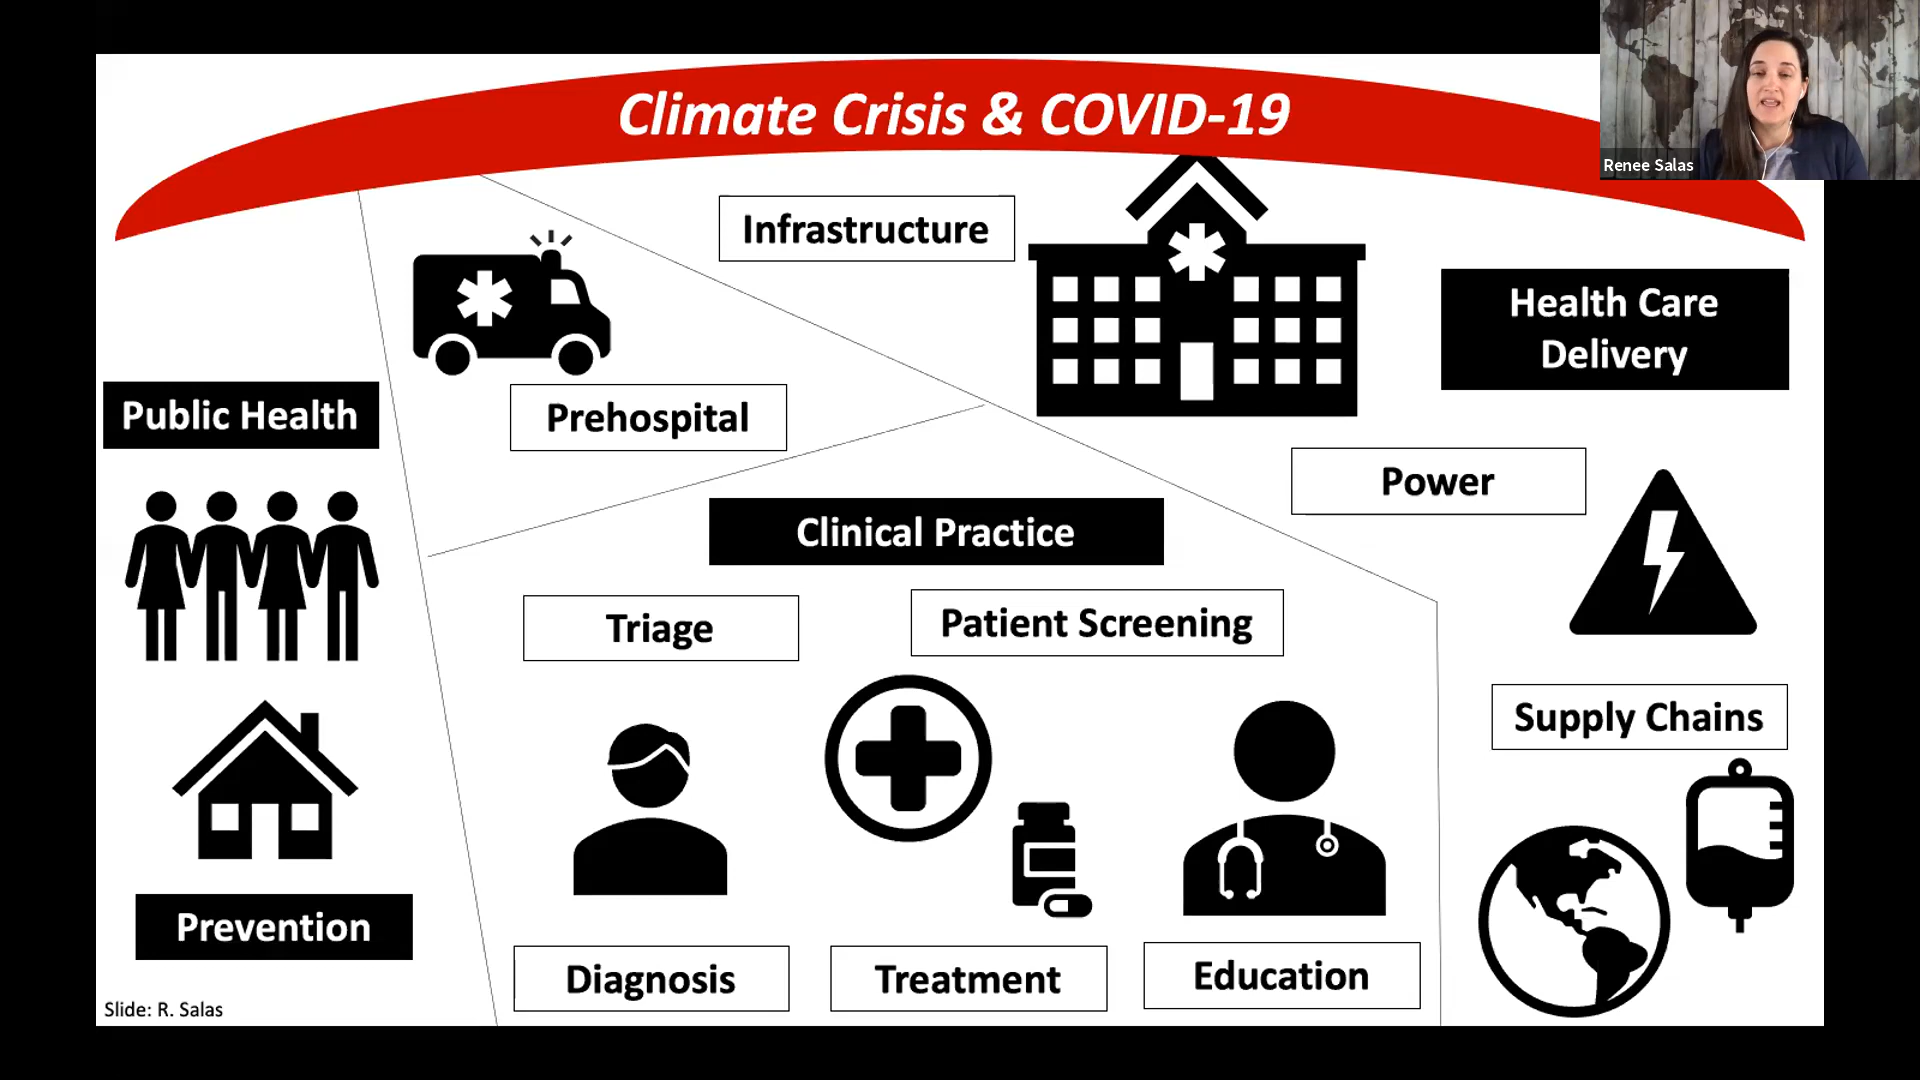 Climate Crisis & COVID-19
Renee Salas
Infrastructure
Health Care
Delivery
Public Health
Prehospital
Power
Clinical Practice
Triage
Patient Screening
Supply Chains
Prevention
Diagnosis
Treatment
Education
Slide: R. Salas